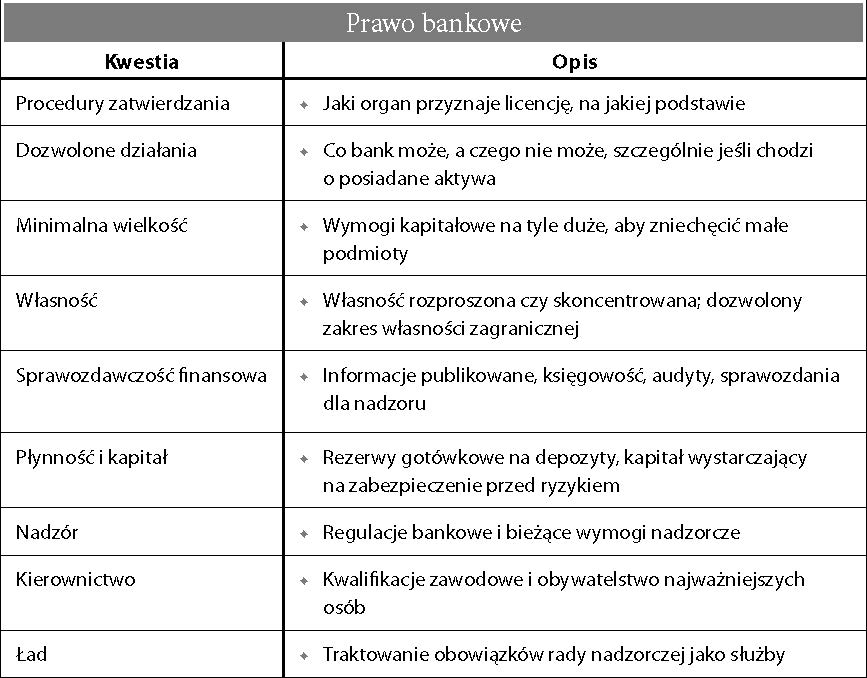 Prawo bankowe
Kwestia Opis
Procedury zatwierdzania ✦ Jaki organ przyznaje licencję, na jakiej podstawie
Dozwolone działania ✦ Co bank może, a czego nie może, szczególnie jeśli chodzi
o posiadane aktywa
Minimalna wielkość ✦ Wymogi kapitałowe na tyle duże, aby zniechęcić małe
podmioty
Własność ✦ Własność rozproszona czy skoncentrowana; dozwolony
zakres własności zagranicznej
Sprawozdawczość finansowa ✦ Informacje publikowane, księgowość, audyty, sprawozdania
dla nadzoru
Płynność i kapitał ✦ Rezerwy gotówkowe na depozyty, kapitał wystarczający
na zabezpieczenie przed ryzykiem
Nadzór ✦ Regulacje bankowe i bieżące wymogi nadzorcze
Kierownictwo ✦ Kwalifikacje zawodowe i obywatelstwo najważniejszych
osób
Ład ✦ Traktowanie obowiązków rady nadzorczej jako służby